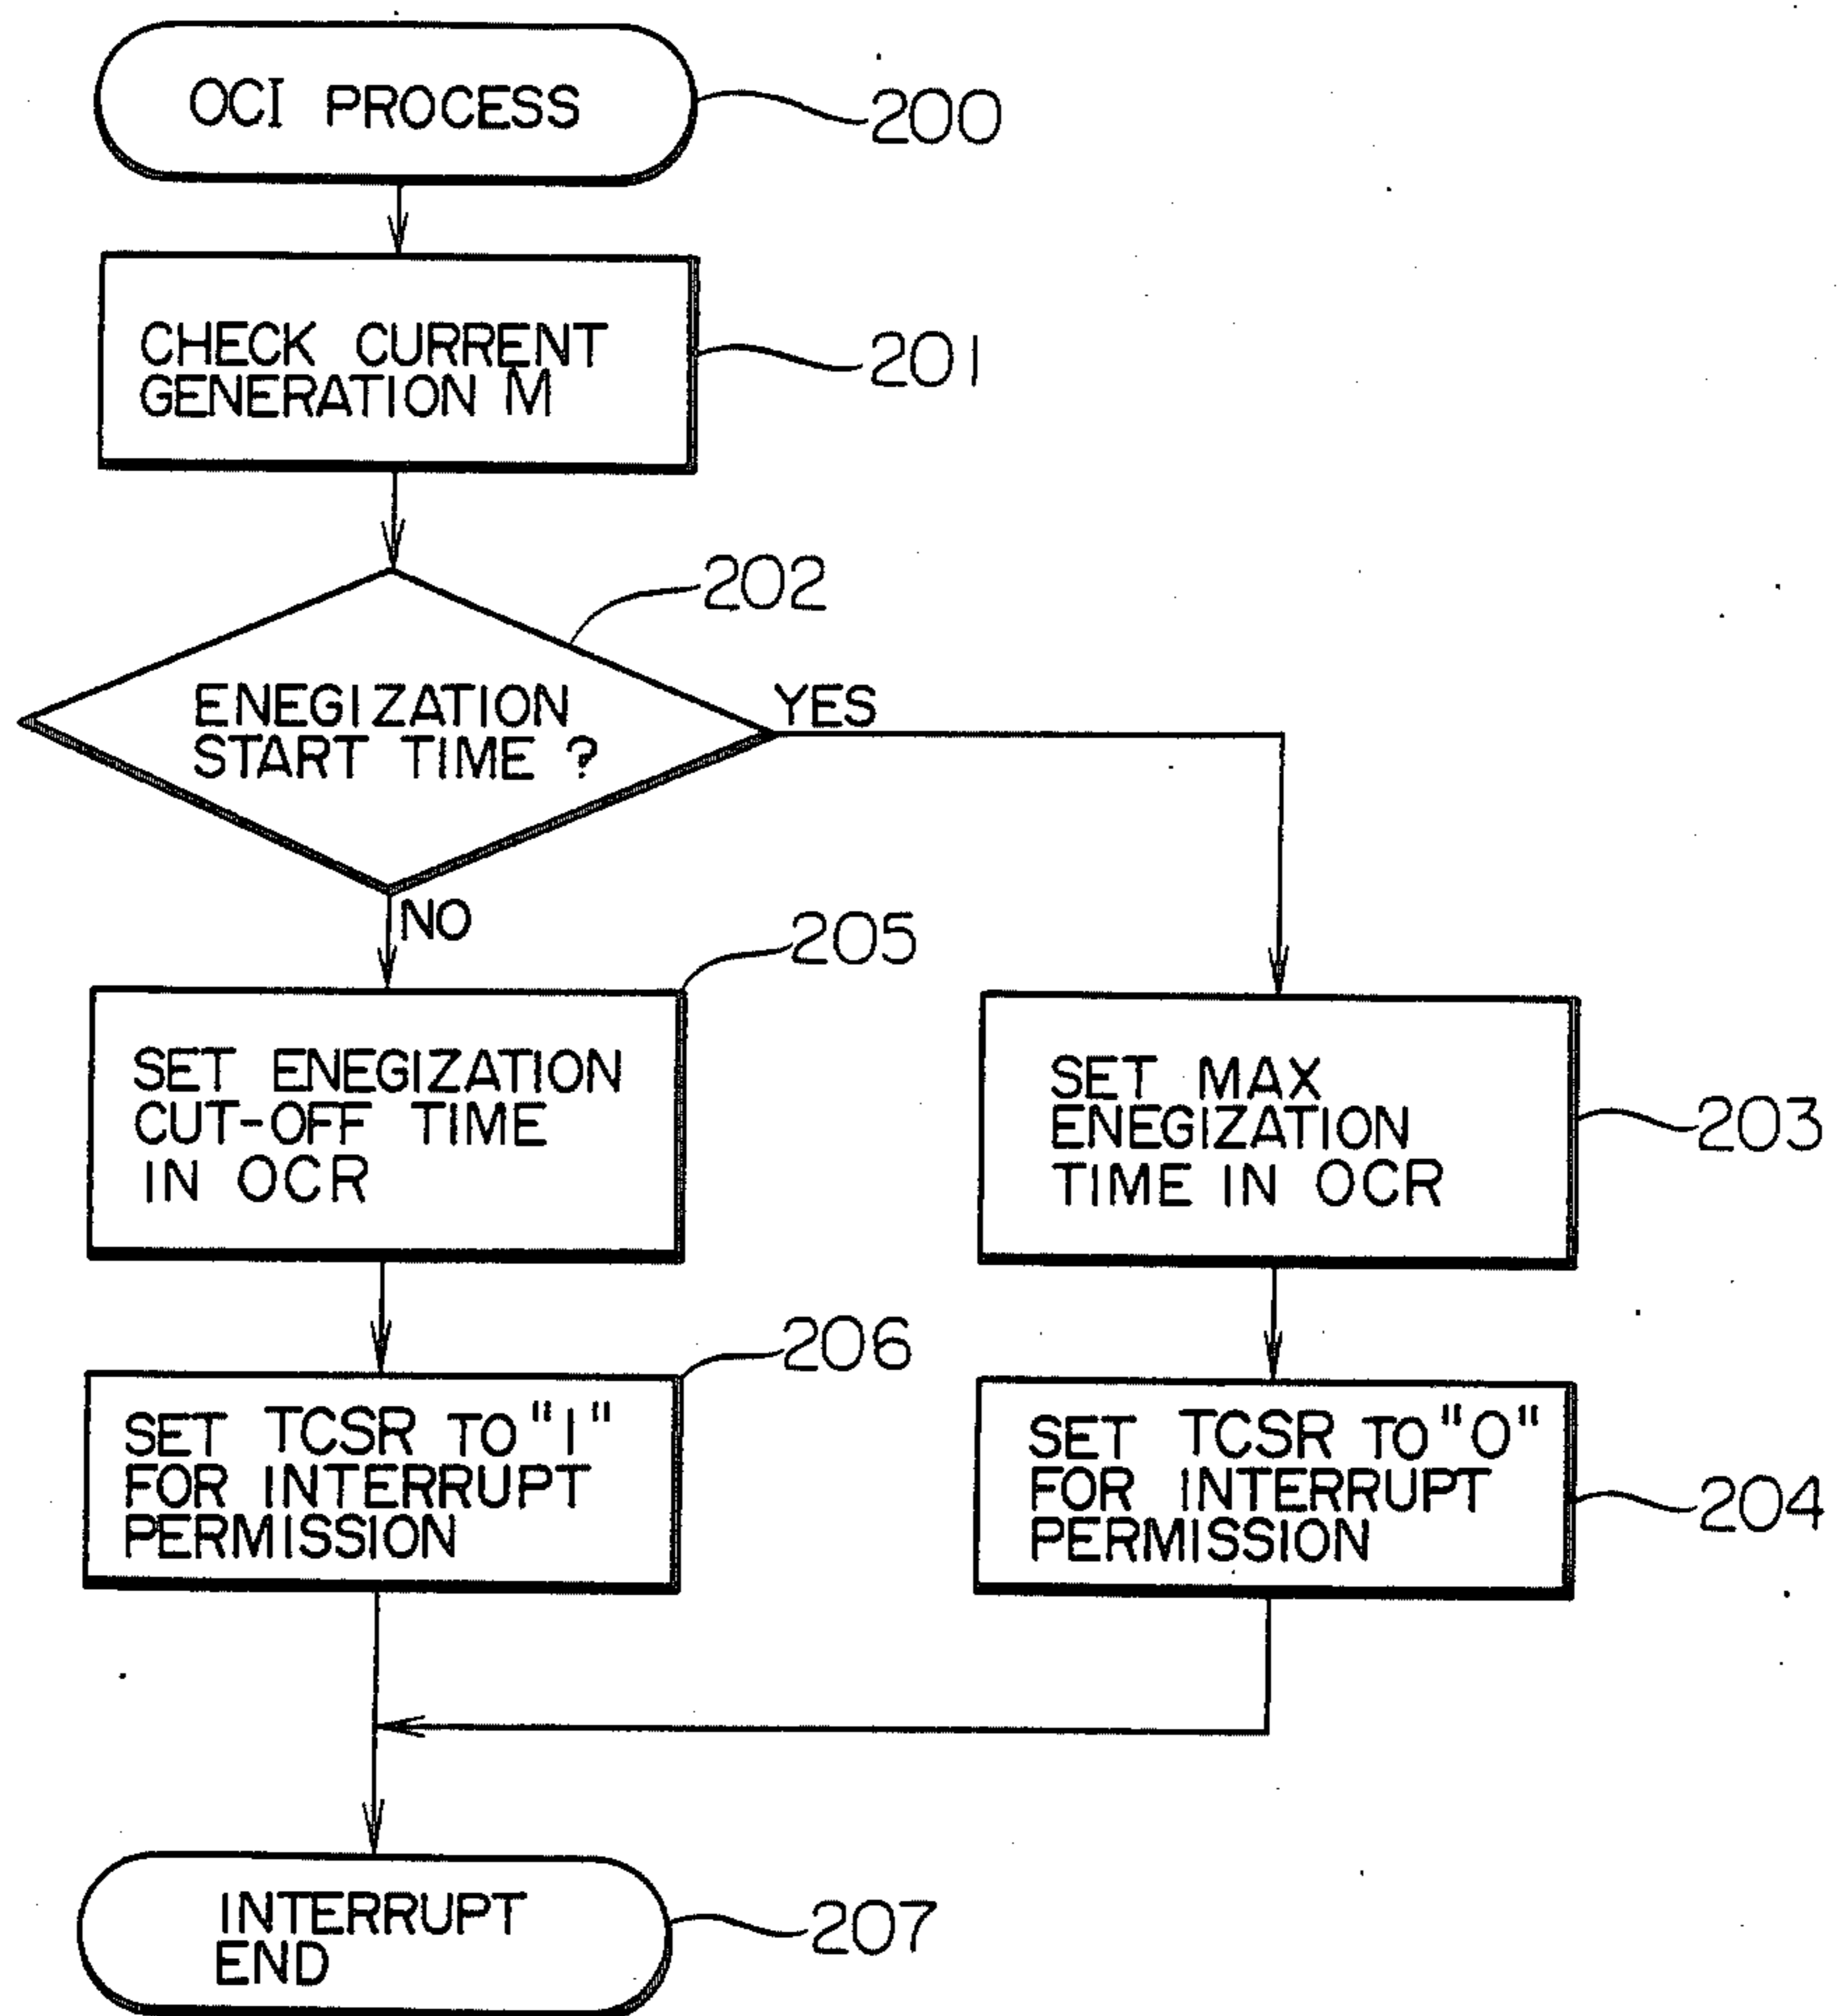 OCI PROCESS
200
CHECK CURRENT
GENERATION M
201
202
ENEGIZATION
START TIME ?
YES
NO
205
SET ENEGIZATION
CUT-OFF TIME
IN OCR
SET MAX
ENEGIZATION
TIME IN OCR
203
206
SET TCSR TO "1"
FOR INTERRUPT
PERMISSION
SET TCSR TO "0"
FOR INTERRUPT
PERMISSION
204
INTERRUPT
END
207